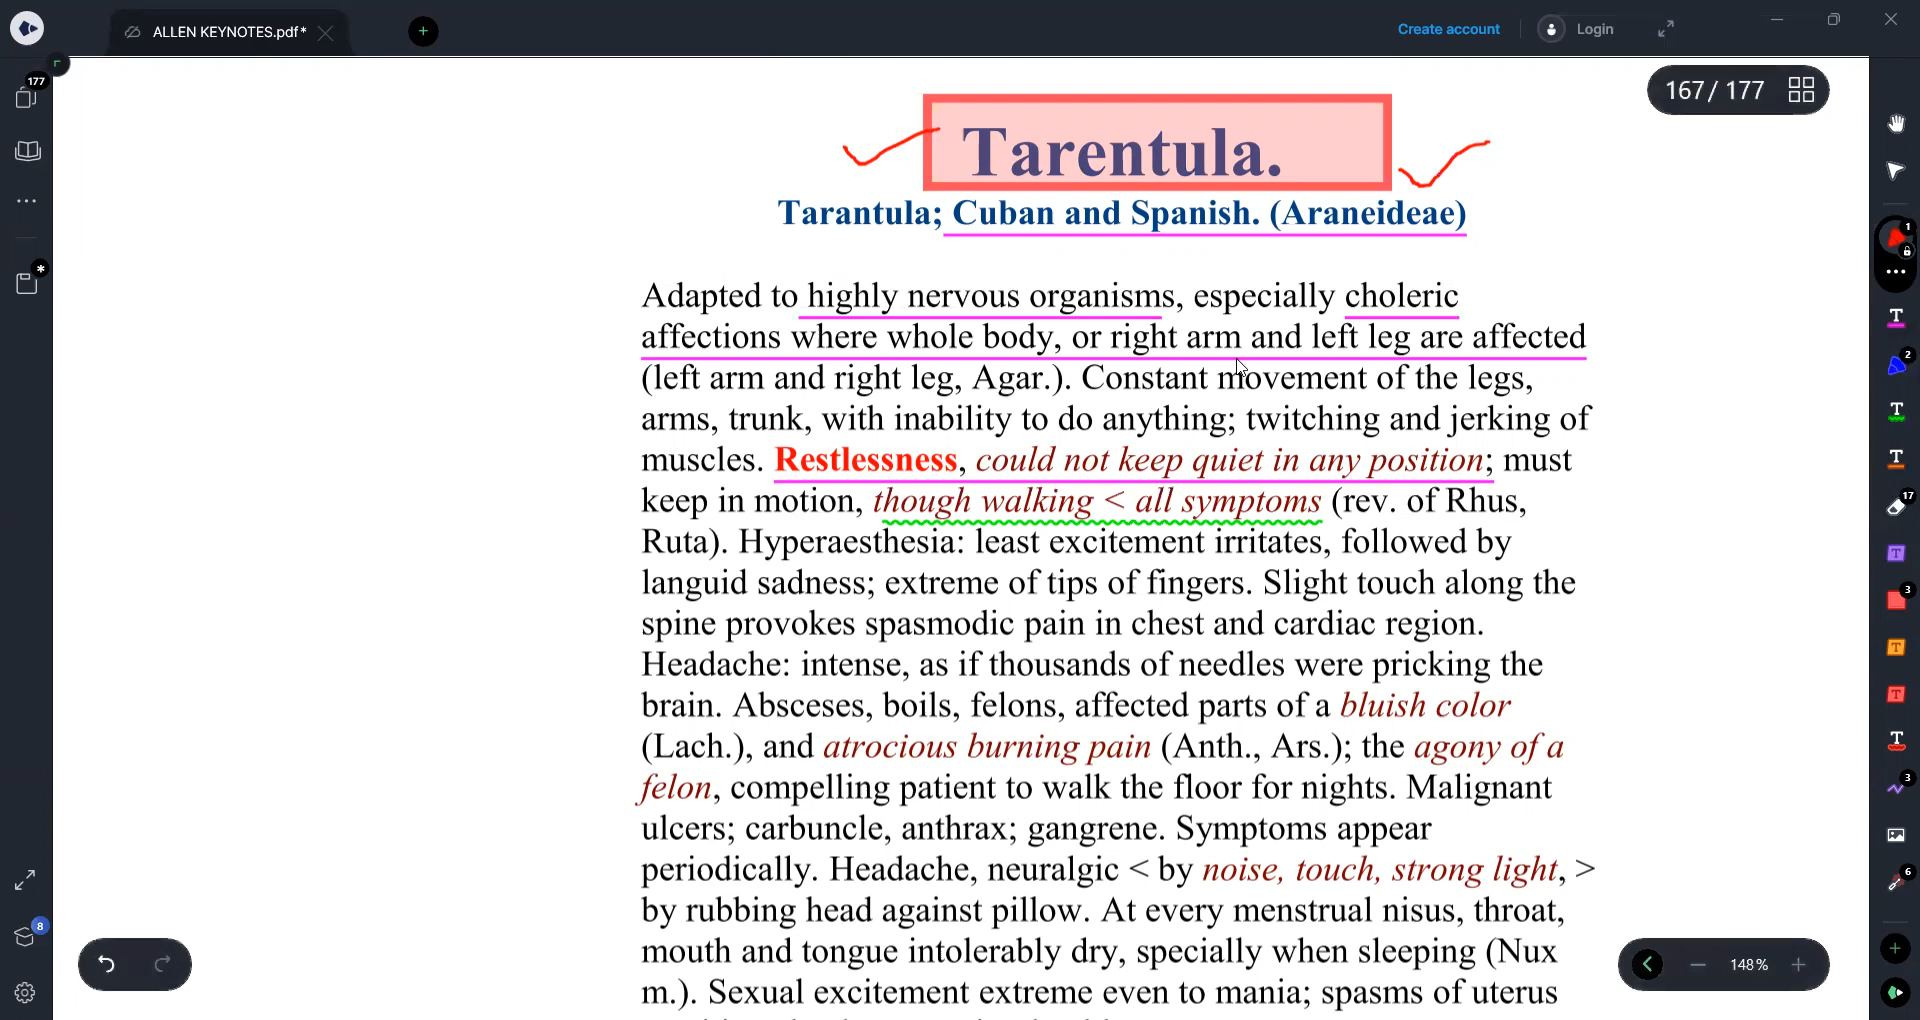 ALLEN KEYNOTES.pdf*
Create account
Login
177
167/ 177
Tarentula.
Tarantula; Cuban and Spanish. (Araneideae)
Adapted to highly nervous organisms, especially choleric
affections where whole body, or right arm and left leg are affected
(left arm and right leg, Agar.). Constant movement of the legs,
arms, trunk, with inability to do anything; twitching and jerking of
muscles. Restlessness, could not keep quiet in any position; must
keep in motion, though walking < all symptoms (rev. of Rhus,
Ruta). Hyperaesthesia: least excitement irritates, followed by
languid sadness; extreme of tips of fingers. Slight touch along the
spine provokes spasmodic pain in chest and cardiac region.
Headache: intense, as if thousands of needles were pricking the
brain. Absceses, boils, felons, affected parts of a bluish color
(Lach.), and atrocious burning pain (Anth., Ars.); the agony of a
felon, compelling patient to walk the floor for nights. Malignant
ulcers; carbuncle, anthrax; gangrene. Symptoms appear
periodically. Headache, neuralgic < by noise, touch, strong light, >
by rubbing head against pillow. At every menstrual nisus, throat,
mouth and tongue intolerably dry, specially when sleeping (Nux
m.). Sexual excitement extreme even to mania; spasms of uterus
1
T
2
T
T
17
T
3
T
T
T
3
6
8
148%